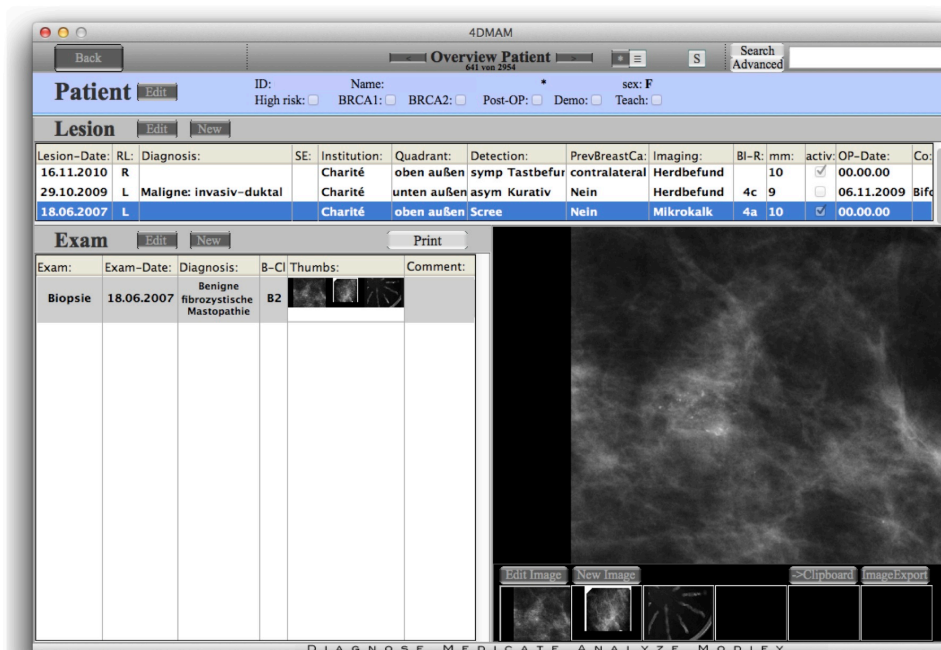 4DMAM
Back
< Overview Patient >
641 van 2954
* ≡
S
Search
Advanced
Patient Edit
ID: Name: * sex: F
High risk: BRCA1: BRCA2: Post-OP: Demo: Teach:
Lesion Edit New
Lesion-Date: RL: Diagnosis: SE: Institution: Quadrant: Detection: PrevBreastCa: Imaging: BI-R: mm: activ: OP-Date: Co:
16.11.2010 R Charité oben außen symp Tastbefur contralateral Herdbefund 10 00.00.00
29.10.2009 L Maligne: invasiv-duktal Charité unten außen asym Kurativ Nein Herdbefund 4c 9 06.11.2009 Bifo
18.06.2007 L Charité oben außen Scree Nein Mikrokalk 4a 10 00.00.00
Exam Edit New Print
Exam: Exam-Date: Diagnosis: B-Cl Thumbs: Comment:
Biopsie 18.06.2007 Benigne fibrozystische Mastopathie B2
Edit Image New Image ->Clipboard ImageExport
DIAGNOSE MEDICATE ANALYZE MODIFY